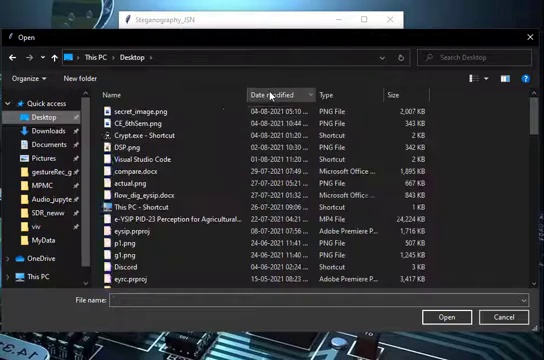 Steganography_JSN
Open
This PC > Desktop >
Search Desktop
Organize
New folder
Name Date modified Type Size
Quick access
Desktop
Downloads
Documents
Pictures
gestureRec_g
MPMC
Audio_jupyte
SDR_neww
viv
MyData
OneDrive
This PC
secret_image.png 04-08-2021 05:10 ... PNG File 2,007 KB
CE_6thSem.png 04-08-2021 10:44 ... PNG File 343 KB
Crypt.exe - Shortcut 04-08-2021 01:20 ... Shortcut 2 KB
DSP.png 02-08-2021 10:30 ... PNG File 342 KB
Visual Studio Code 01-08-2021 11:20 ... Shortcut 2 KB
compare.docx 29-07-2021 07:49 ... Microsoft Office ... 1,895 KB
actual.png 27-07-2021 05:21 ... PNG File 667 KB
flow_dig_eysip.docx 27-07-2021 01:32 ... Microsoft Office ... 843 KB
This PC - Shortcut 26-07-2021 09:06 ... Shortcut 1 KB
e-YSIP PID-23 Perception for Agricultural... 22-07-2021 04:21 ... MP4 File 24,224 KB
eysip.prproj 08-07-2021 07:56 ... Adobe Premiere P... 1,716 KB
p1.png 24-06-2021 11:41 ... PNG File 507 KB
g1.png 24-06-2021 11:40 ... PNG File 1,245 KB
Discord 04-06-2021 02:24 ... Shortcut 3 KB
eyrc.prproj 15-05-2021 08:23 ... Adobe Premiere P... 3,417 KB
File name:
Open
Cancel